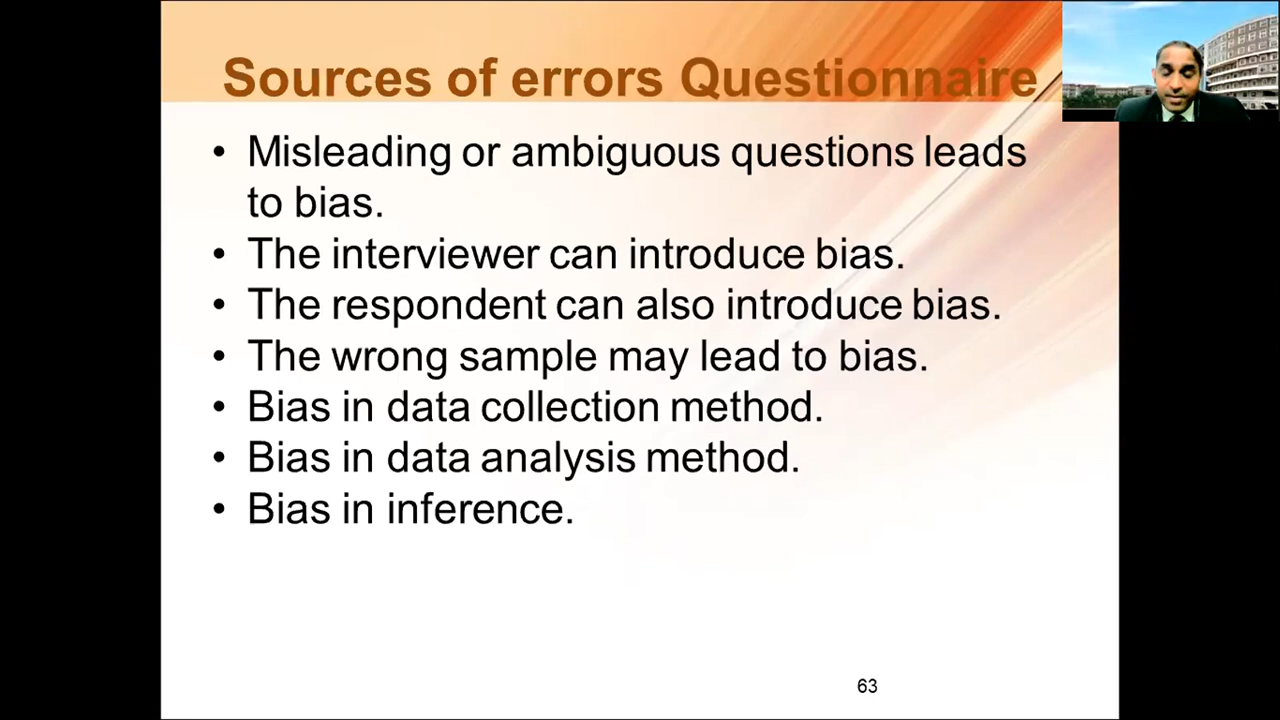 Sources of errors Questionnaire
• Misleading or ambiguous questions leads
to bias.
• The interviewer can introduce bias.
• The respondent can also introduce bias.
• The wrong sample may lead to bias.
• Bias in data collection method.
• Bias in data analysis method.
• Bias in inference.
63